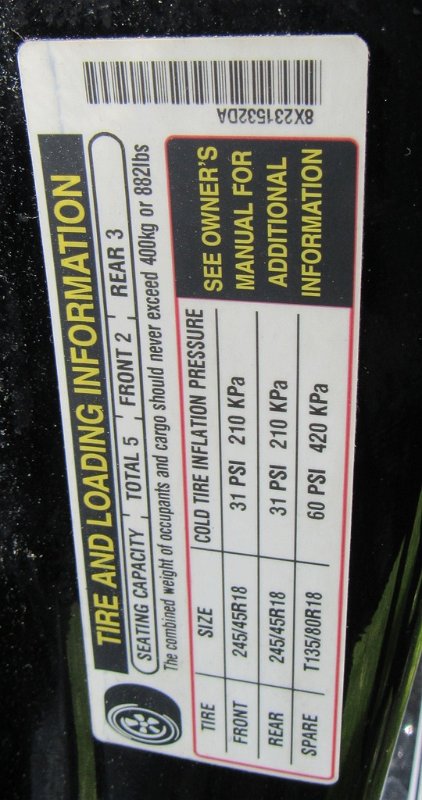 TIRE AND LOADING INFORMATION
SEATING CAPACITY TOTAL 5 FRONT 2 REAR 3
The combined weight of occupants and cargo should never exceed 400kg or 882lbs
TIRE SIZE COLD TIRE INFLATION PRESSURE
FRONT 245/45R18 31 PSI 210 KPa
REAR 245/45R18 31 PSI 210 KPa
SPARE T135/80R18 60 PSI 420 KPa
SEE OWNER'S
MANUAL FOR
ADDITIONAL
INFORMATION
8X231532DA